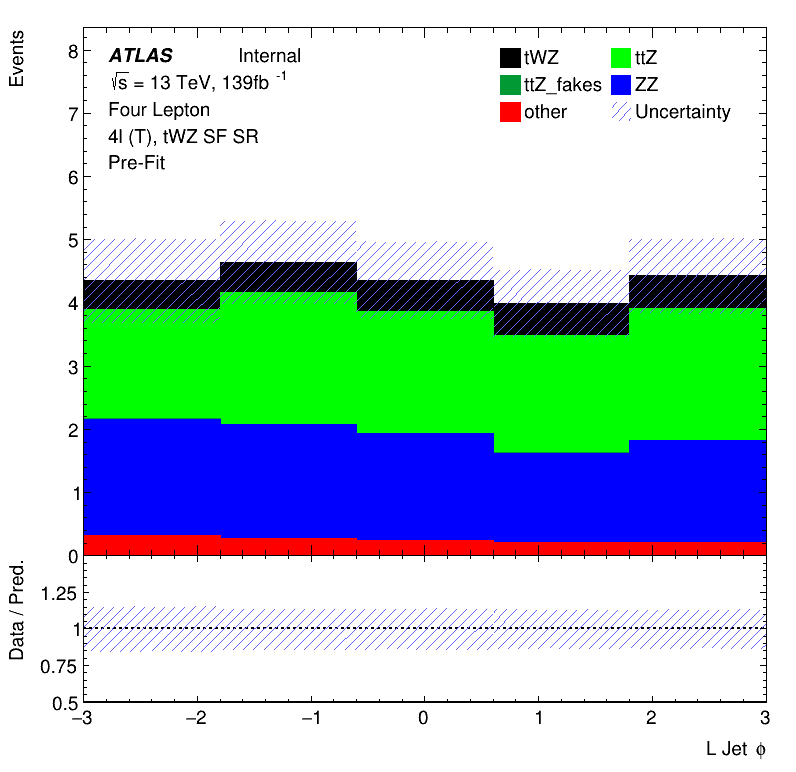 Events
ATLAS Internal
√s = 13 TeV, 139fb -1
Four Lepton
4l (T), tWZ SF SR
Pre-Fit
tWZ ttZ
ttZ_fakes ZZ
other Uncertainty
8
7
6
5
4
3
2
1
0
Data / Pred.
1.25
1
0.75
0.5
−3 −2 −1 0 1 2 3
L Jet ϕ